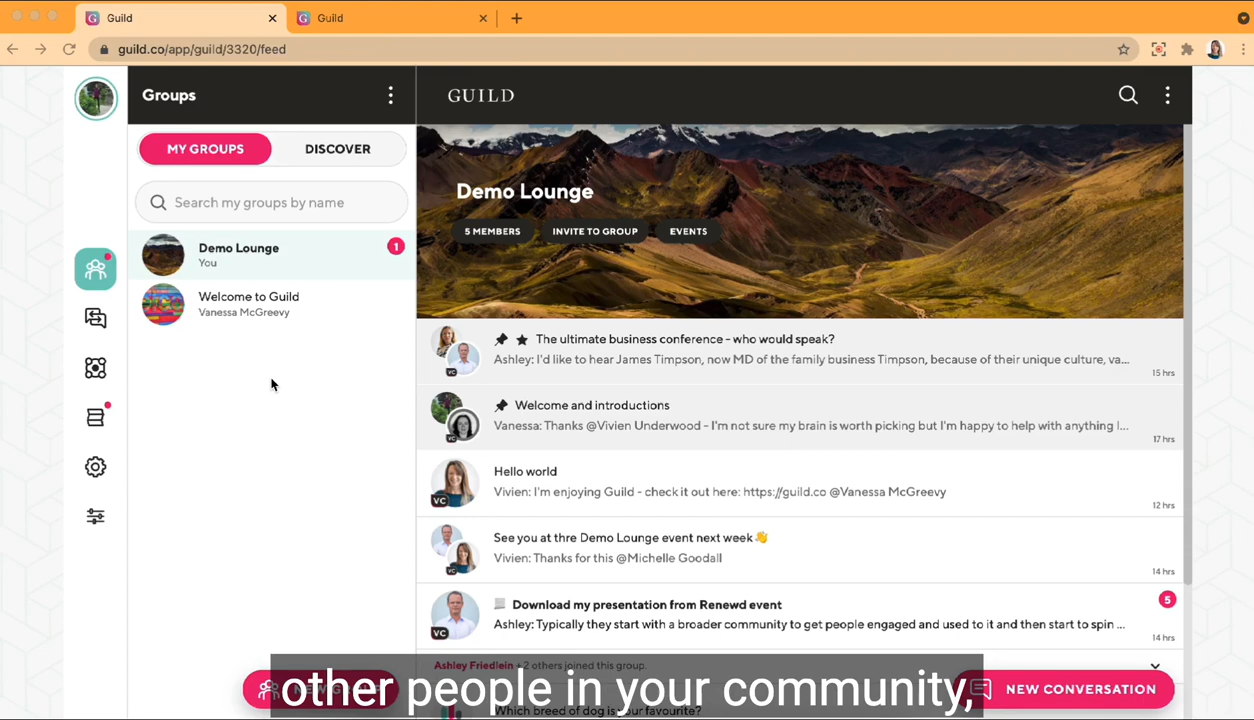 Guild
Guild
guild.co/app/guild/3320/feed
Groups
GUILD
MY GROUPS
DISCOVER
Search my groups by name
Demo Lounge
You
1
Welcome to Guild
Vanessa McGreevy
Demo Lounge
5 MEMBERS
INVITE TO GROUP
EVENTS
The ultimate business conference - who would speak?
Ashley: I'd like to hear James Timpson, now MD of the family business Timpson, because of their unique culture, va...
VC
15 hrs
Welcome and introductions
Vanessa: Thanks @Vivien Underwood - I'm not sure my brain is worth picking but I'm happy to help with anything I...
VC
17 hrs
Hello world
Vivien: I'm enjoying Guild - check it out here: https://guild.co @Vanessa McGreevy
VC
12 hrs
See you at thre Demo Lounge event next week👋
Vivien: Thanks for this @Michelle Goodall
VC
14 hrs
Download my presentation from Renewd event
5
Ashley: Typically they start with a broader community to get people engaged and used to it and then start to spin ...
VC
14 hrs
Ashley Friedlein + 2 others joined this group.
other people in your community,
NEW CONVERSATION
Which breed of dog is your favourite?